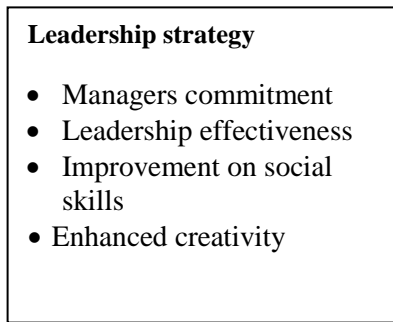 Leadership strategy
• Managers commitment
• Leadership effectiveness
• Improvement on social
skills
• Enhanced creativity